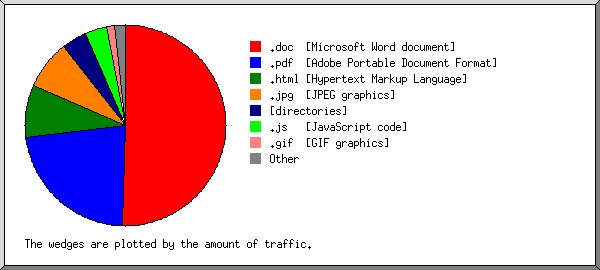 .doc [Microsoft Word document]
.pdf [Adobe Portable Document Format]
.html [Hypertext Markup Language]
.jpg [JPEG graphics]
[directories]
.js [JavaScript code]
.gif [GIF graphics]
Other
The wedges are plotted by the amount of traffic.